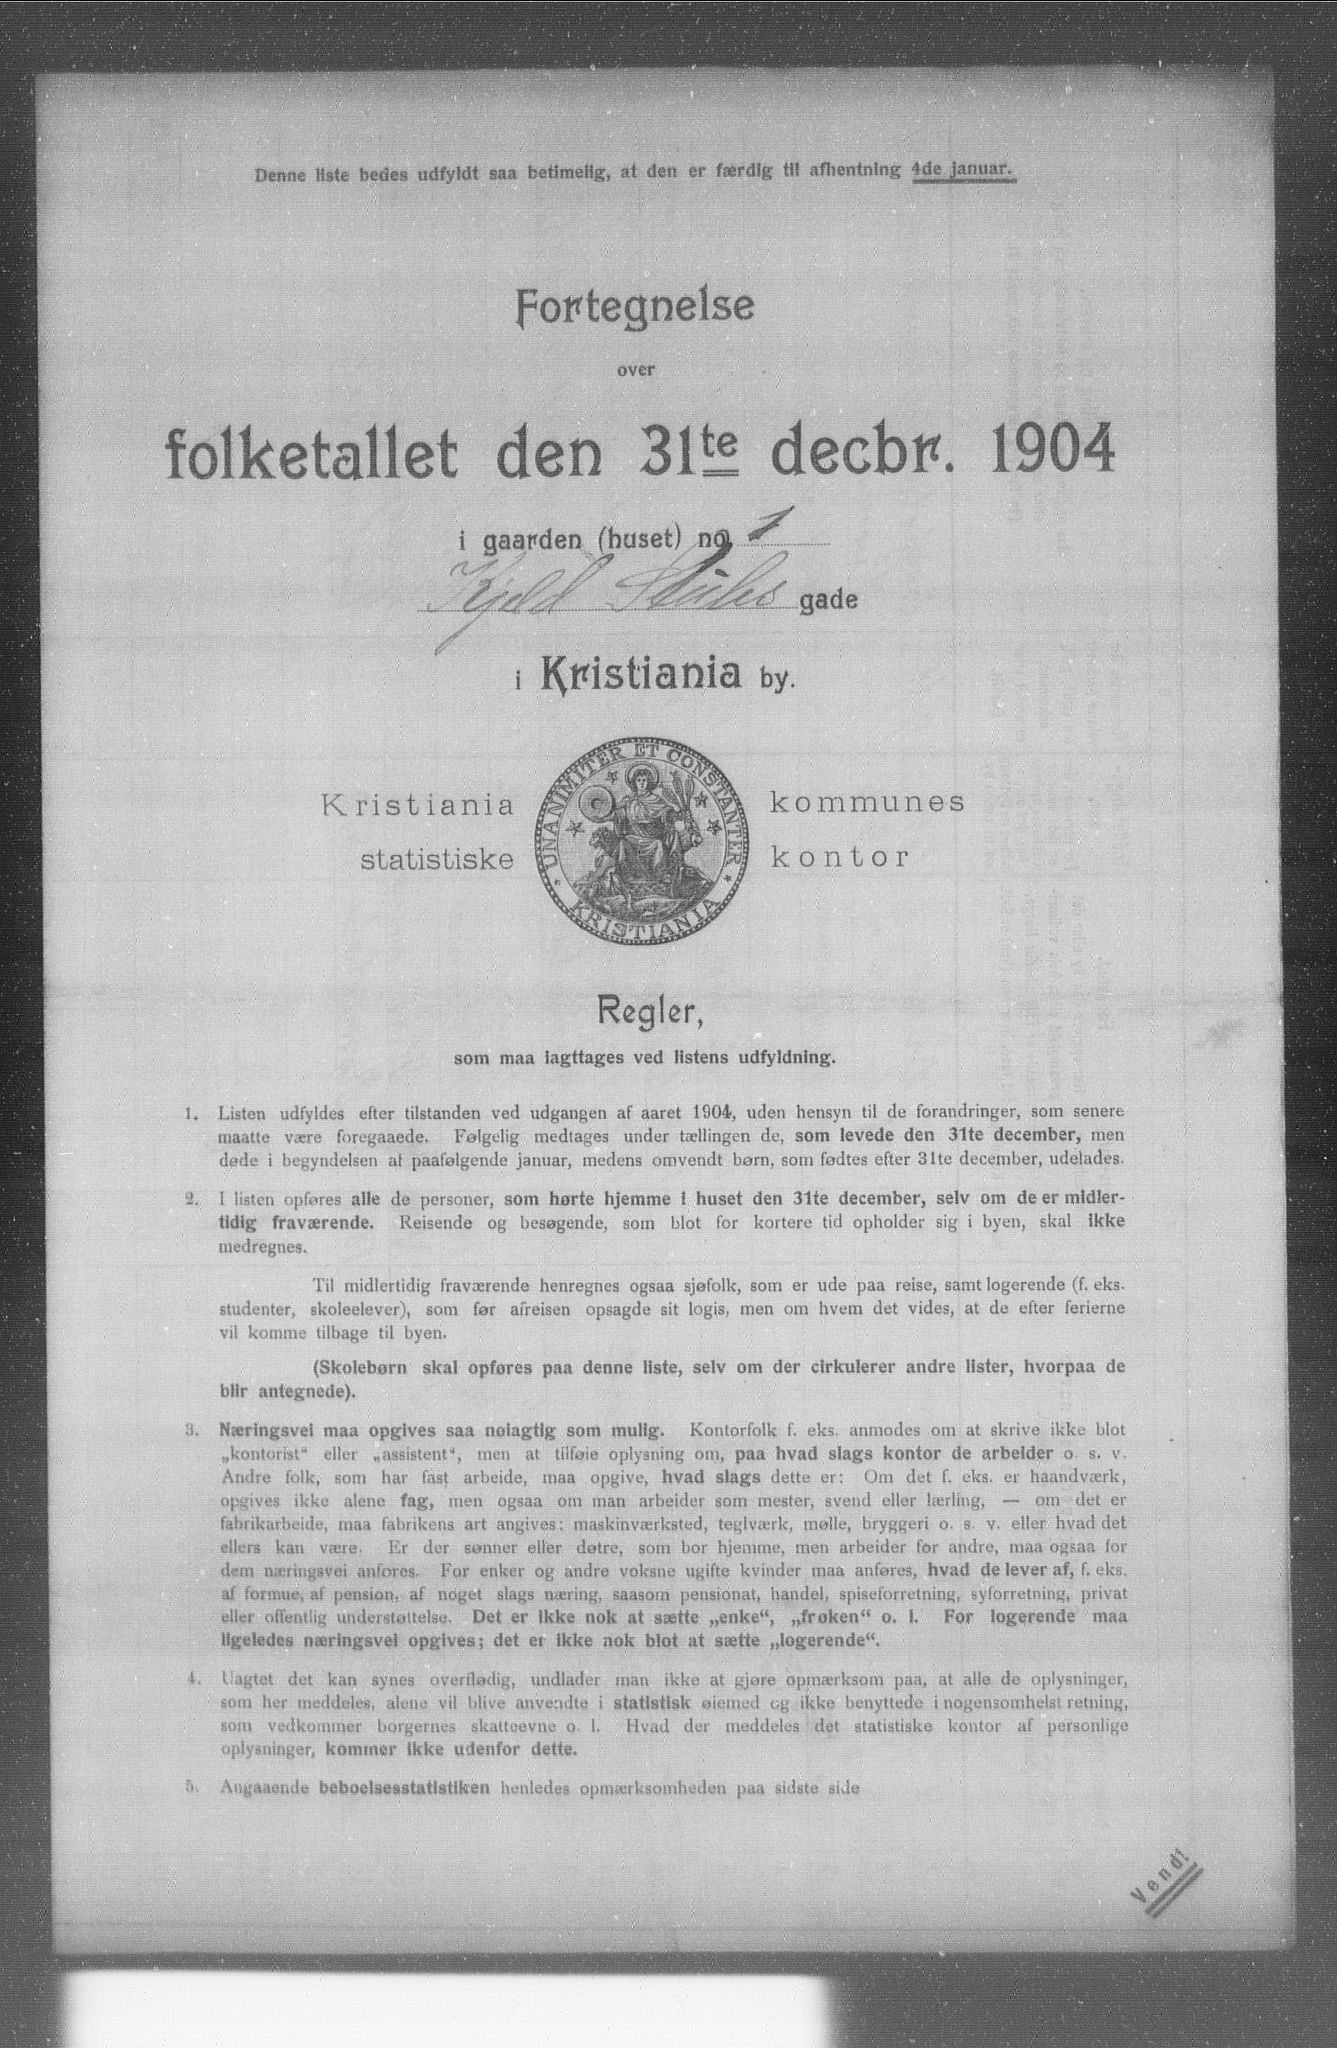 Denne liste bedes udfyldt saa betimelig, at den er færdig til afhentning 4de januar.
Fortegnelse
over
folketallet den 31te decbr. 1904
i gaarden (huset) no. 1
Kjeld Stubs gade
i Kristiania by.
Kristiania kommunes
statistiske kontor
UNANIMITER ET CONSTANTER
KRISTIANIA
Regler,
som maa iagttages ved listens udfyldning.
1. Listen udfyldes efter tilstanden ved udgangen af aaret 1904, uden hensyn til de forandringer, som senere
maatte være foregaaede. Følgelig medtages under tællingen de, som levede den 31te december, men
døde i begyndelsen af paafølgende januar, medens omvendt børn, som fødtes efter 31te december, udelades.
2. I listen opføres alle de personer, som hørte hjemme i huset den 31te december, selv om de er midler-
tidig fraværende. Reisende og besøgende, som blot for kortere tid opholder sig i byen, skal ikke
medregnes.
Til midlertidig fraværende henregnes ogsaa sjøfolk, som er ude paa reise, samt logerende (f. eks.
studenter, skoleelever), som før afreisen opsagde sit logis, men om hvem det vides, at de efter ferierne
vil komme tilbage til byen.
(Skolebørn skal opføres paa denne liste, selv om der cirkulerer andre lister, hvorpaa de
blir antegnede).
3. Næringsvei maa opgives saa nøiagtig som mulig. Kontorfolk f. eks. anmodes om at skrive ikke blot
„kontorist“ eller „assistent“, men at tilføie oplysning om, paa hvad slags kontor de arbeider o. s. v.
Andre folk, som har fast arbeide, maa opgive, hvad slags dette er: Om det f. eks. er haandværk,
opgives ikke alene fag, men ogsaa om man arbeider som mester, svend eller lærling, — om det er
fabrikarbeide, maa fabrikens art angives: maskinværksted, teglværk, mølle, bryggeri o. s. v. eller hvad det
ellers kan være. Er der sønner eller døtre, som bor hjemme, men arbeider for andre, maa ogsaa for
dem næringsvei anføres. For enker og andre voksne ugifte kvinder maa anføres, hvad de lever af, f. eks.
af formue, af pension, af noget slags næring, saasom pensionat, handel, spiseforretning, syforretning, privat
eller offentlig understøttelse. Det er ikke nok at sætte „enke“, „frøken“ o. l. For logerende maa
ligeledes næringsvei opgives; det er ikke nok blot at sætte „logerende“.
4. Uagtet det kan synes overflødig, undlader man ikke at gjøre opmærksom paa, at alle de oplysninger,
som her meddeles, alene vil blive anvendte i statistisk øiemed og ikke benyttede i nogensomhelst retning,
som vedkommer borgernes skatteevne o. l. Hvad der meddeles det statistiske kontor af personlige
oplysninger, kommer ikke udenfor dette.
5. Angaaende beboelsesstatistiken henledes opmærksomheden paa sidste side
Vend!